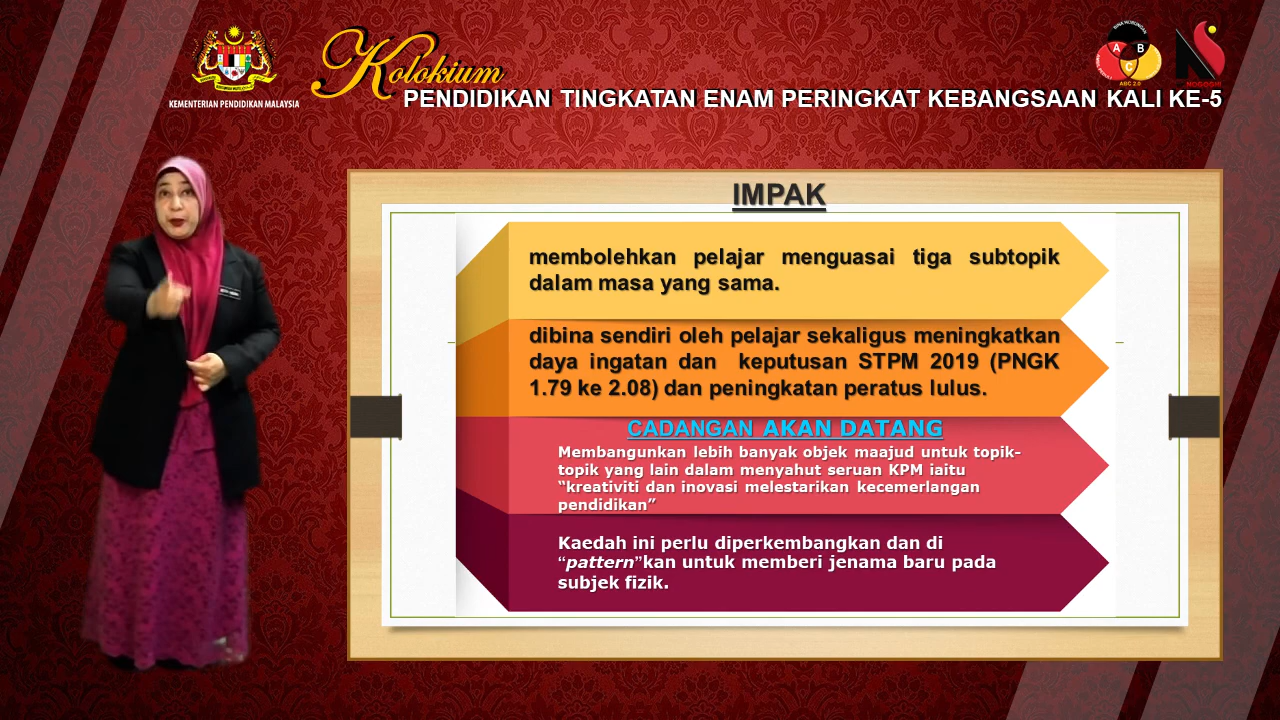 KEMENTERIAN PENDIDIKAN MALAYSIA
Kolokium
PENDIDIKAN TINGKATAN ENAM PERINGKAT KEBANGSAAN KALI KE-5
A B
C
ABC 2.0
IMPAK
membolehkan pelajar menguasai tiga subtopik
dalam masa yang sama.
dibina sendiri oleh pelajar sekaligus meningkatkan
daya ingatan dan keputusan STPM 2019 (PNGK
1.79 ke 2.08) dan peningkatan peratus lulus.
CADANGAN AKAN DATANG
Membangunkan lebih banyak objek maajud untuk topik-
topik yang lain dalam menyahut seruan KPM iaitu
“kreativiti dan inovasi melestarikan kecemerlangan
pendidikan”
Kaedah ini perlu diperkembangkan dan di
“pattern”kan untuk memberi jenama baru pada
subjek fizik.